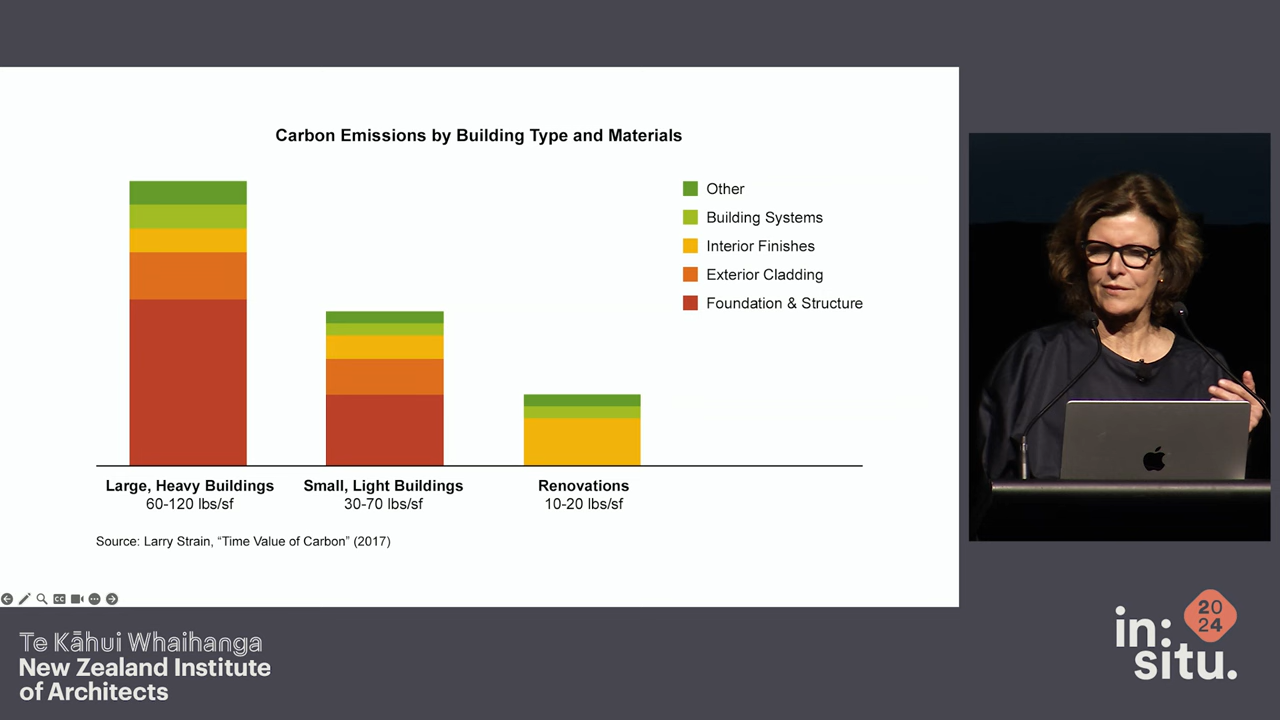 Carbon Emissions by Building Type and Materials
Other
Building Systems
Interior Finishes
Exterior Cladding
Foundation & Structure
Large, Heavy Buildings
60-120 lbs/sf
Small, Light Buildings
30-70 lbs/sf
Renovations
10-20 lbs/sf
Source: Larry Strain, “Time Value of Carbon” (2017)
CC
Te Kāhui Whaihanga
New Zealand Institute
of Architects
in:
situ.
20
24